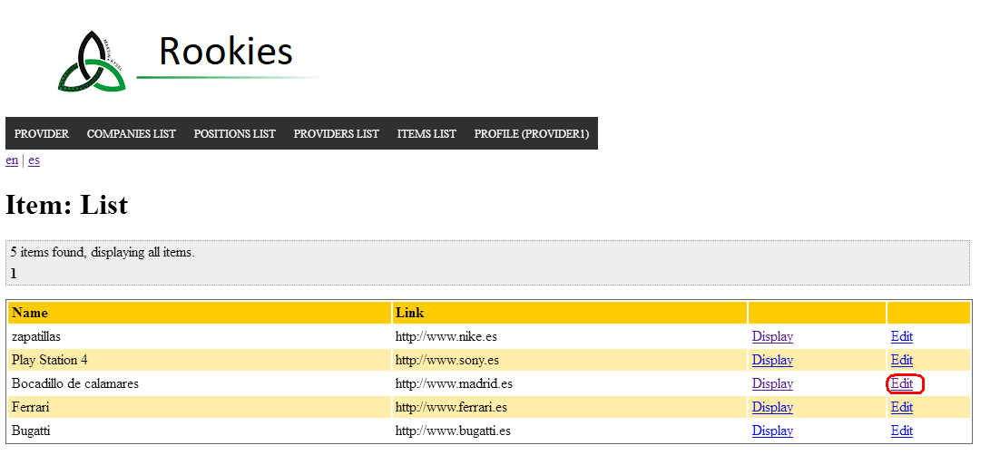 Rookies
PROVIDER COMPANIES LIST POSITIONS LIST PROVIDERS LIST ITEMS LIST PROFILE (PROVIDER1)
en | es
Item: List
5 items found, displaying all items.
1
Name Link
zapatillas http://www.nike.es Display Edit
Play Station 4 http://www.sony.es Display Edit
Bocadillo de calamares http://www.madrid.es Display Edit
Ferrari http://www.ferrari.es Display Edit
Bugatti http://www.bugatti.es Display Edit